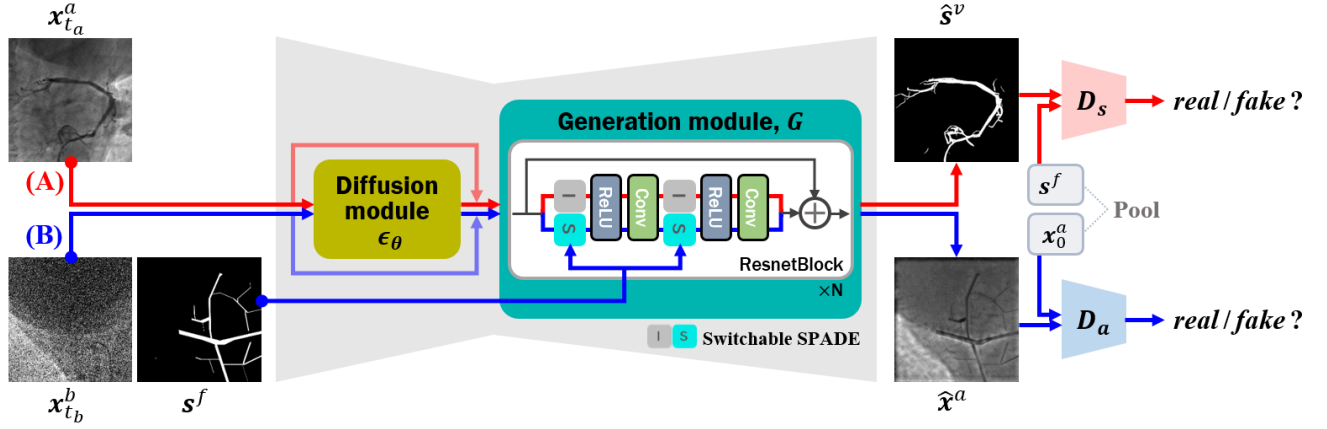 x^a_{t_a}
(A)
(B)
x^b_{t_b}
s^f
Diffusion
module
ϵ_θ
Generation module, G
I
ReLU
Conv
I
ReLU
Conv
S
S
ResnetBlock
×N
I S Switchable SPADE
ŝ^v
x̂^a
D_s
real/fake ?
s^f
Pool
x^a_0
D_a
real/fake ?